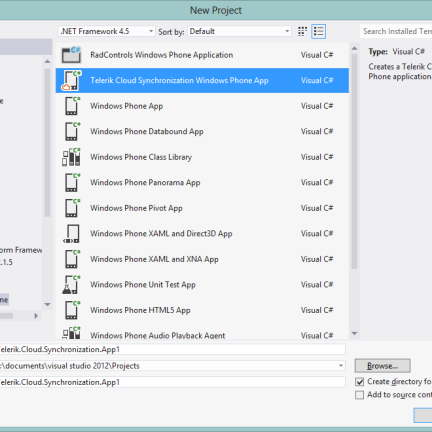 New Project
.NET Framework 4.5 Sort by: Default Search Installed Tem
RadControls Windows Phone Application Visual C#
Type: Visual C#
Telerik Cloud Synchronization Windows Phone App Visual C#
Creates a Telerik C
Phone application
Windows Phone App Visual C#
Windows Phone Databound App Visual C#
Windows Phone Class Library Visual C#
Windows Phone Panorama App Visual C#
Windows Phone Pivot App Visual C#
Windows Phone XAML and Direct3D App Visual C#
orm Framew
.1.5
Windows Phone XAML and XNA App Visual C#
Windows Phone Unit Test App Visual C#
ne
Windows Phone HTML5 App Visual C#
Windows Phone Audio Playback Agent Visual C#
elerik.Cloud.Synchronization.App1
:\documents\visual studio 2012\Projects Browse...
elerik.Cloud.Synchronization.App1 Create directory fo
Add to source cont